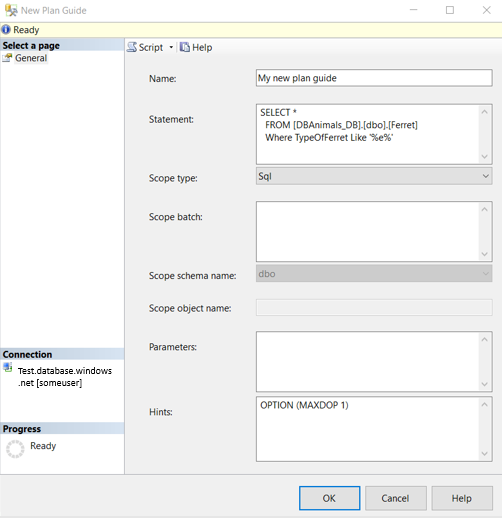 New Plan Guide
Ready
Select a page
General
Script
Help
Name:
My new plan guide
Statement:
SELECT *
FROM [DBAnimals_DB].[dbo].[Ferret]
Where TypeOfFerret Like '%e%'
Scope type:
Sql
Scope batch:
Scope schema name:
dbo
Scope object name:
Parameters:
Hints:
OPTION (MAXDOP 1)
Connection
Test.database.windows
.net [someuser]
Progress
Ready
OK
Cancel
Help